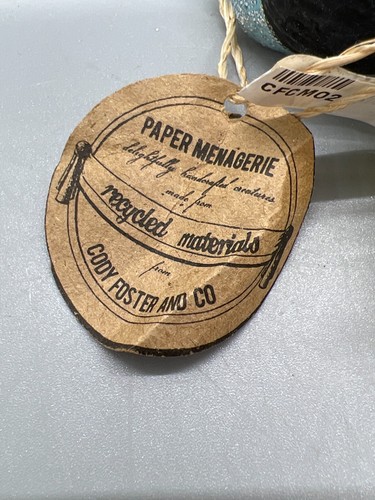 CFCM02
PAPER MENAGERIE
delightfully handcrafted creatures
made from
recycled materials
from
CODY FOSTER AND CO